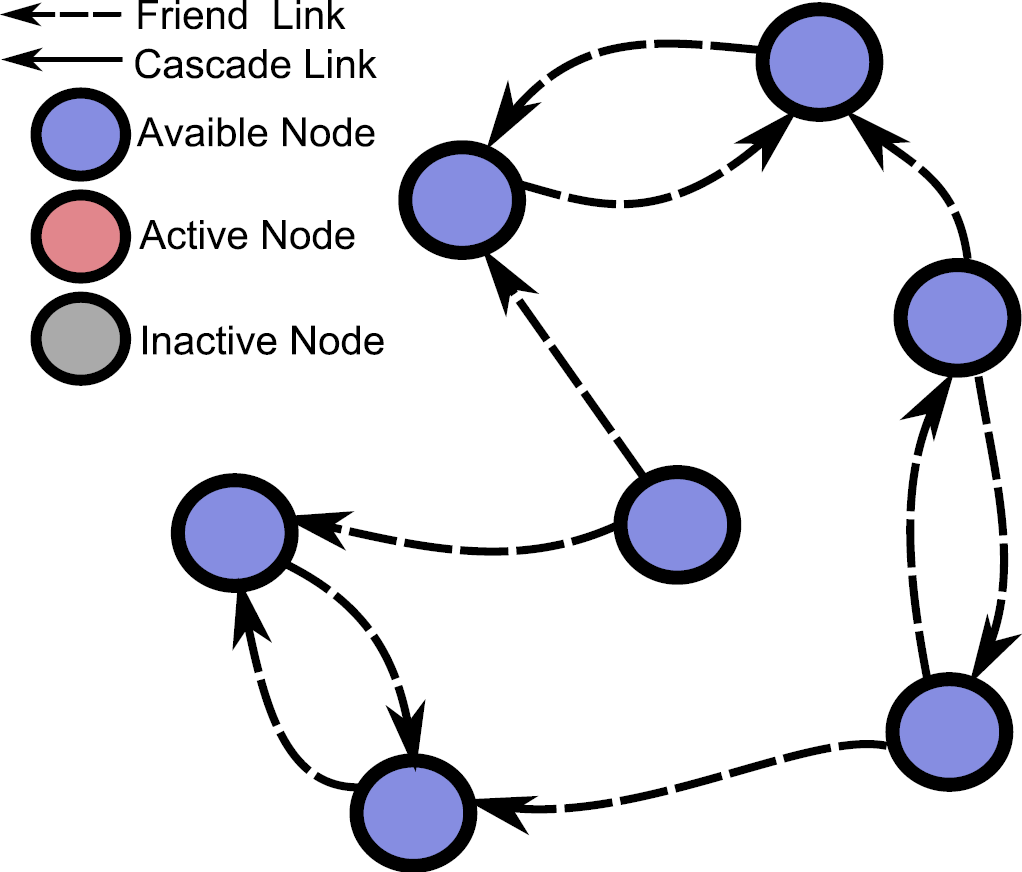 Friend Link
Cascade Link
Avaible Node
Active Node
Inactive Node